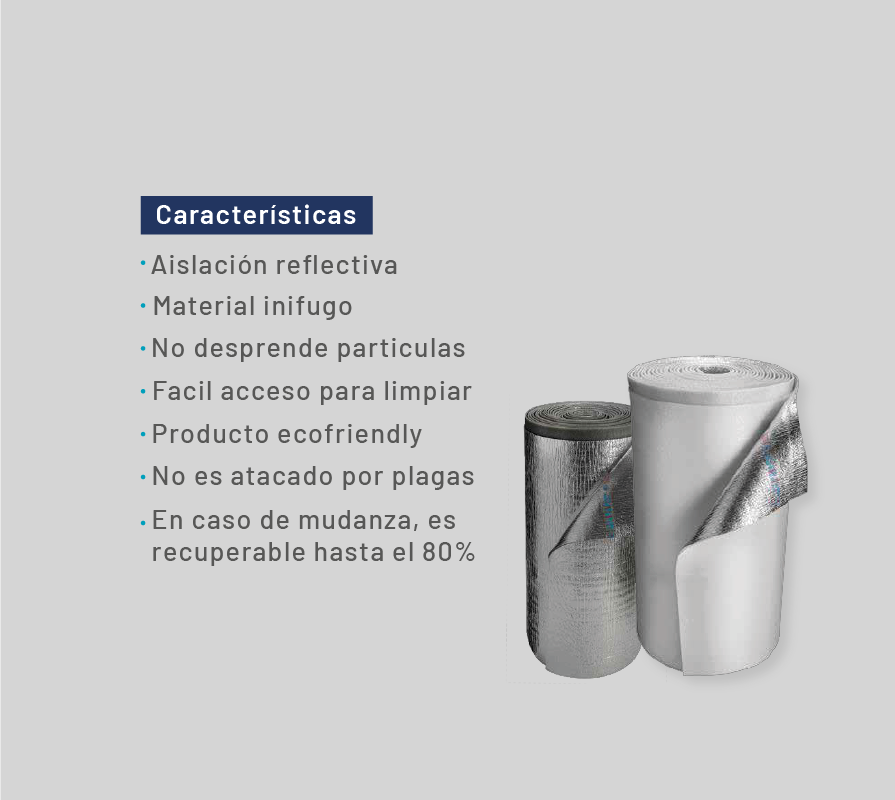 Características
· Aislación reflectiva
· Material inifugo
· No desprende particulas
· Facil acceso para limpiar
· Producto ecofriendly
· No es atacado por plagas
· En caso de mudanza, es
recuperable hasta el 80%